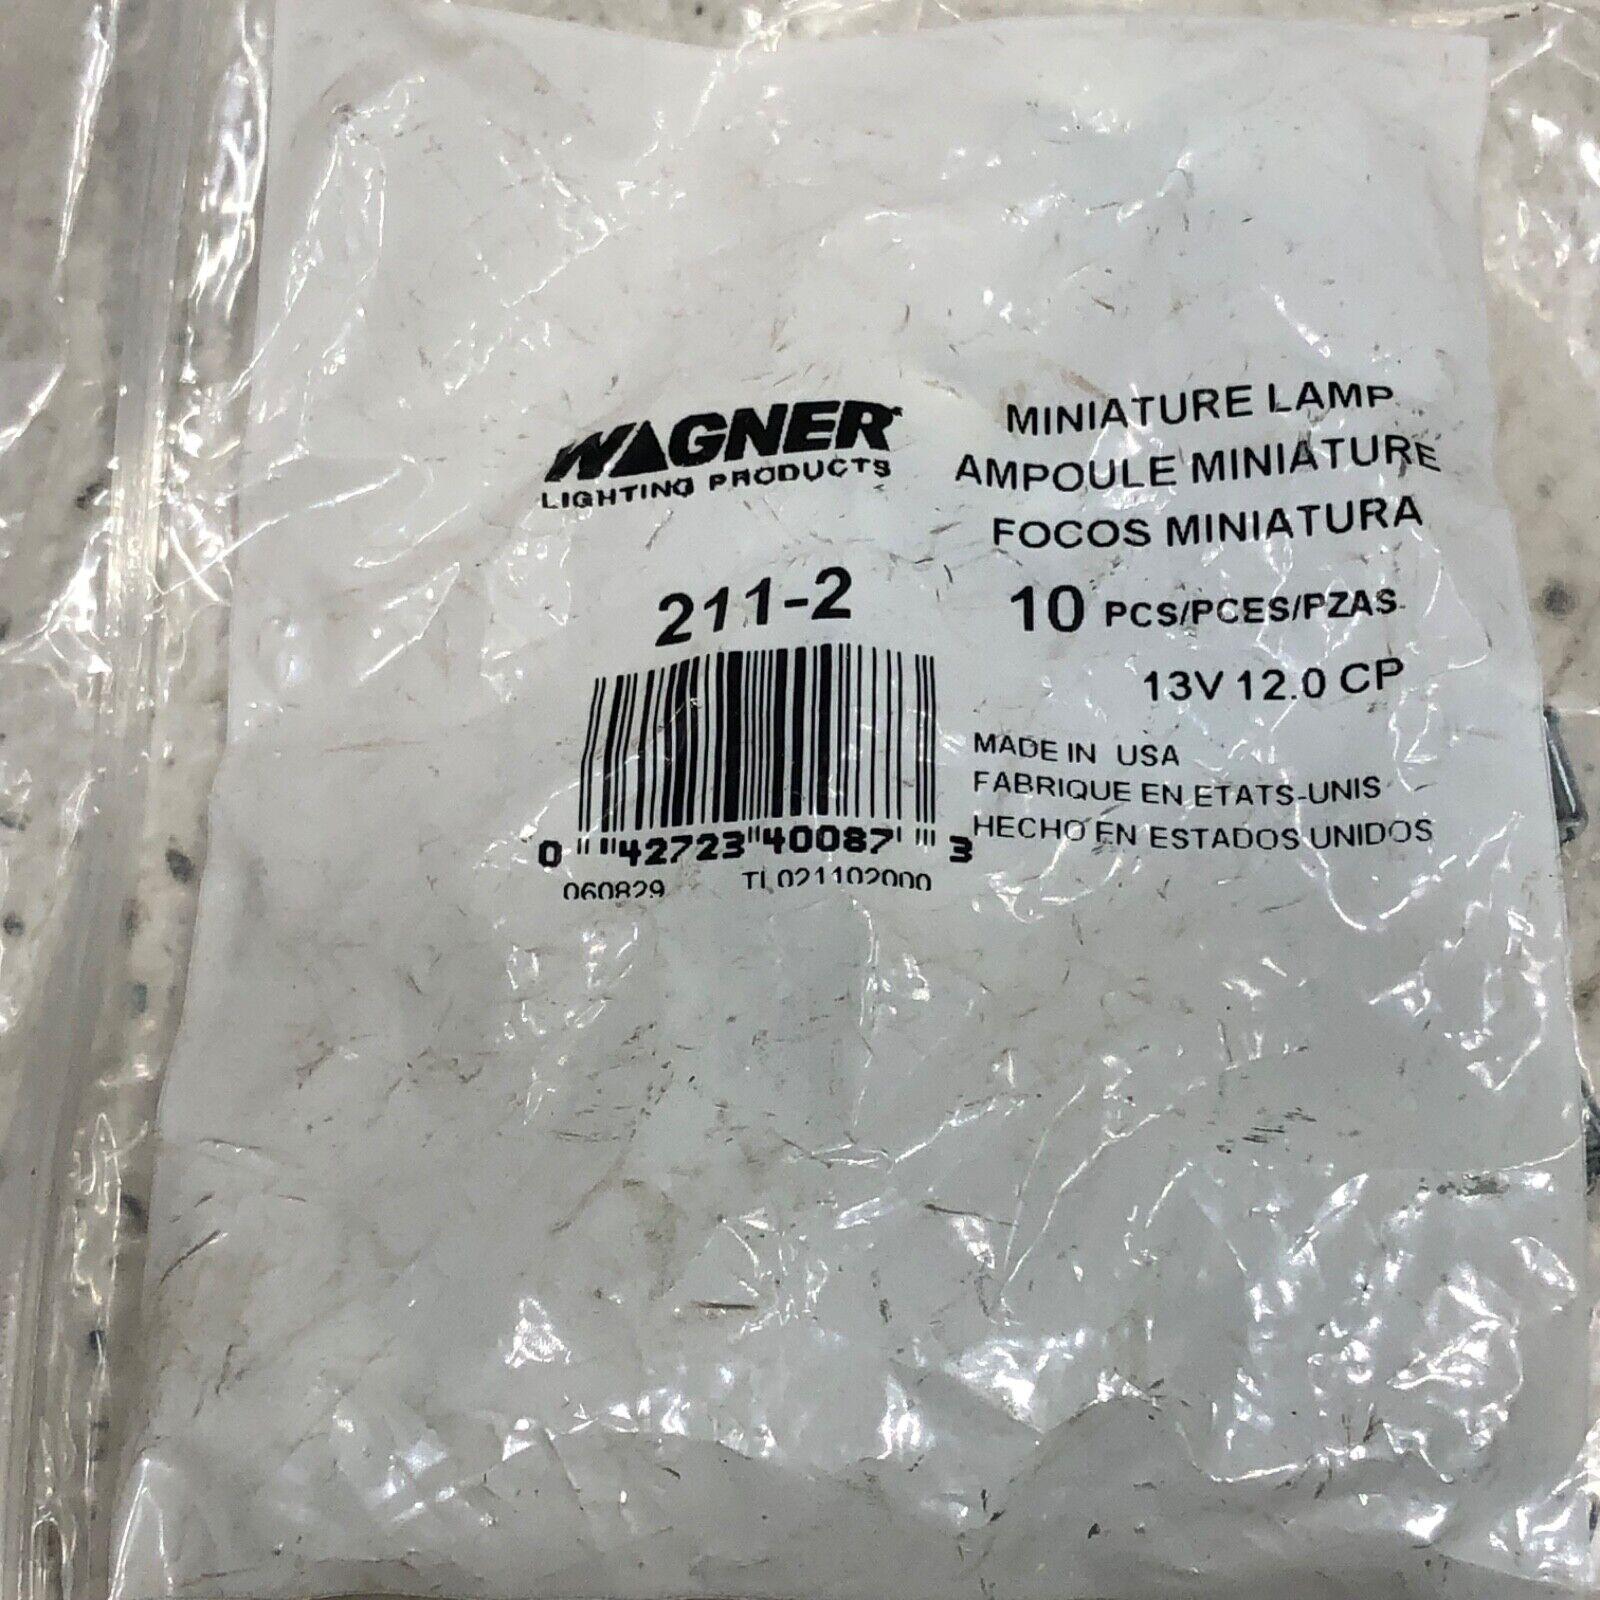 WAGNER
LIGHTING PRODUCTS
MINIATURE LAMP
AMPOULE MINIATURE
FOCOS MINIATURA
211-2
10 PCS/PCES/PZAS
13V 12.0 CP
MADE IN USA
FABRIQUE EN ETATS-UNIS
HECHO EN ESTADOS UNIDOS
0 42723 40087 3
060829 TL021102000